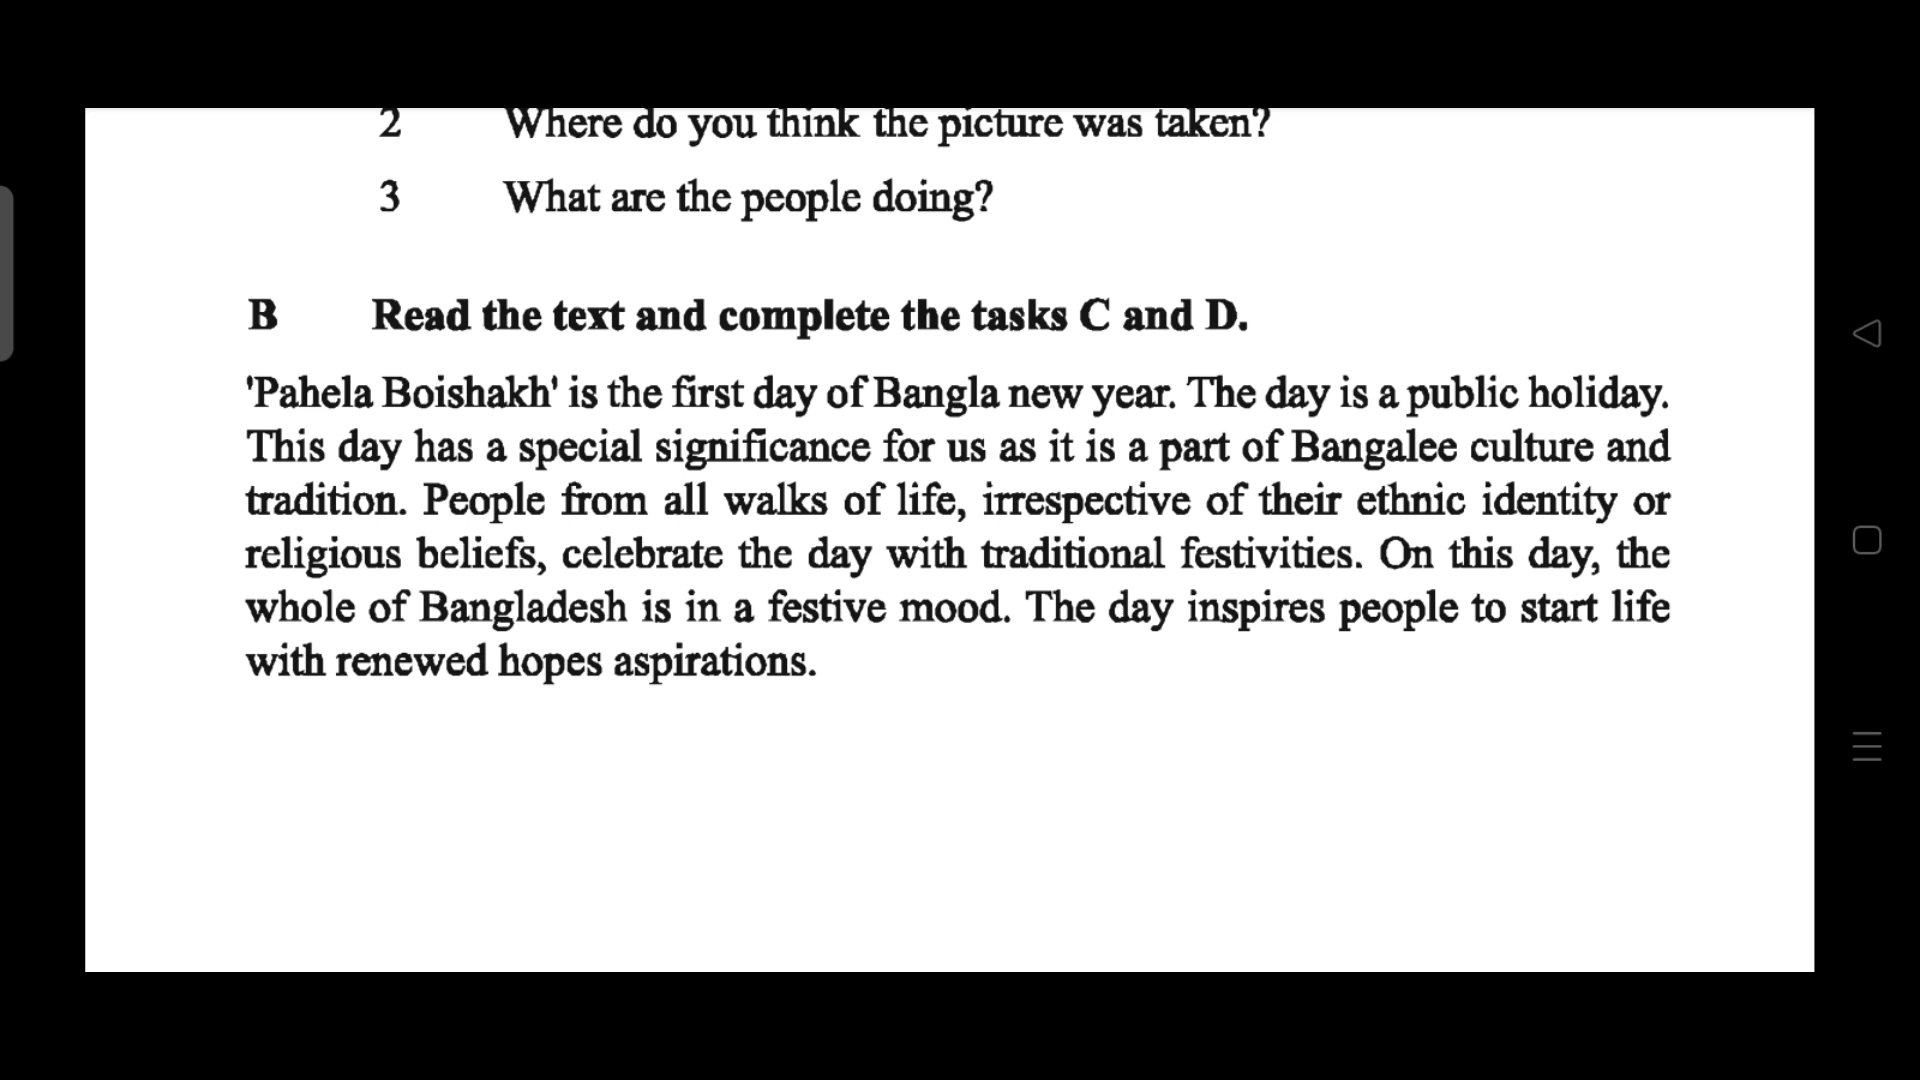 2 Where do you think the picture was taken?
3 What are the people doing?
B Read the text and complete the tasks C and D.
'Pahela Boishakh' is the first day of Bangla new year. The day is a public holiday.
This day has a special significance for us as it is a part of Bangalee culture and
tradition. People from all walks of life, irrespective of their ethnic identity or
religious beliefs, celebrate the day with traditional festivities. On this day, the
whole of Bangladesh is in a festive mood. The day inspires people to start life
with renewed hopes aspirations.